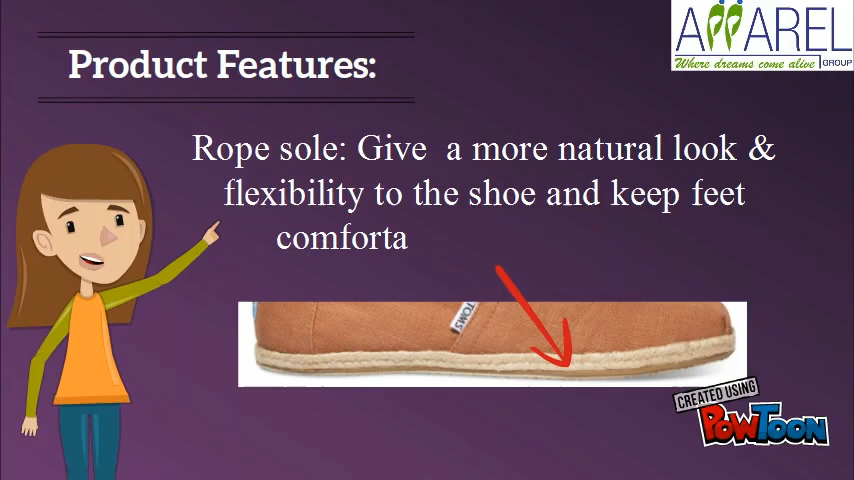 APPAREL
Where dreams come alive GROUP
Product Features:
Rope sole: Give  a more natural look &
flexibility to the shoe and keep feet
comforta
TOMS
CREATED USING
POWTOON